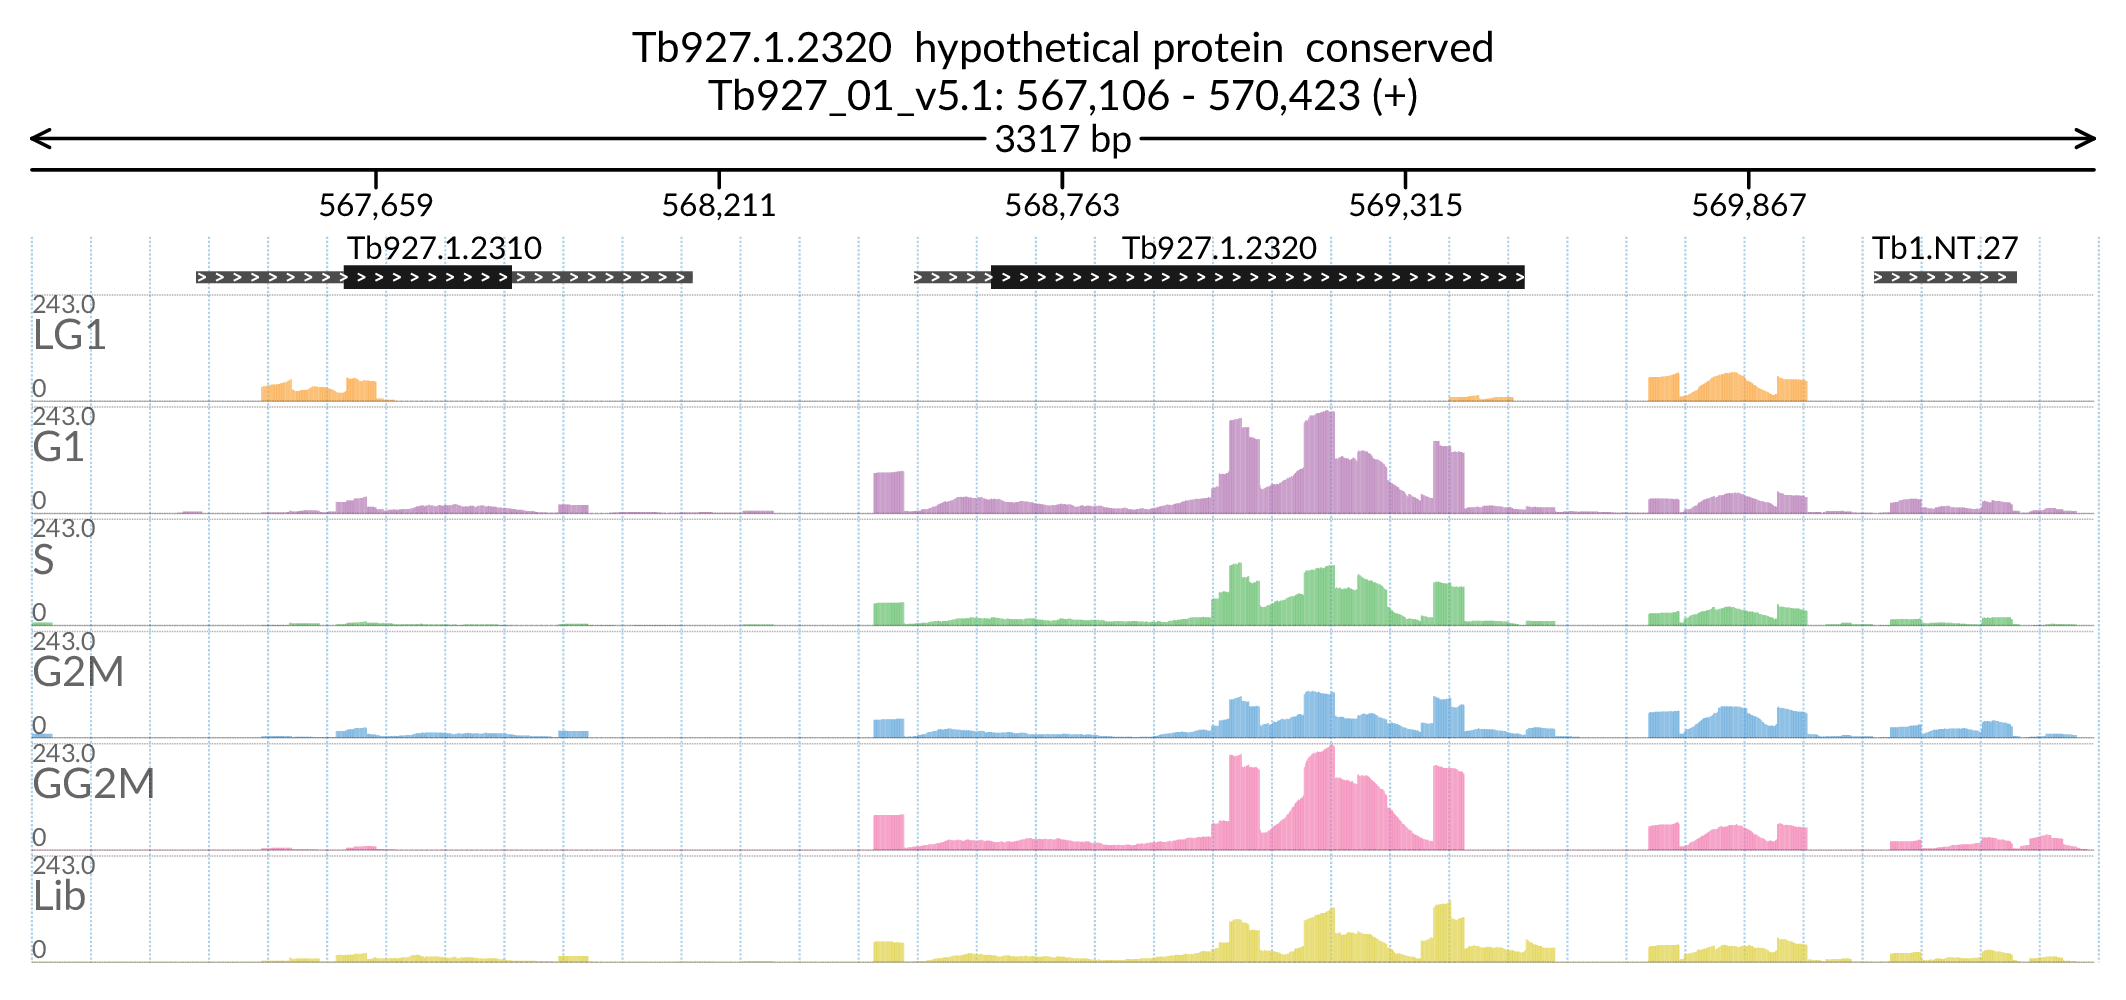 Tb927.1.2320  hypothetical protein  conserved
Tb927_01_v5.1: 567,106 - 570,423 (+)
3317 bp
567,659 568,211 568,763 569,315 569,867
Tb927.1.2310 Tb927.1.2320 Tb1.NT.27
243.0
LG1
0
243.0
G1
0
243.0
S
0
243.0
G2M
0
243.0
GG2M
0
243.0
Lib
0